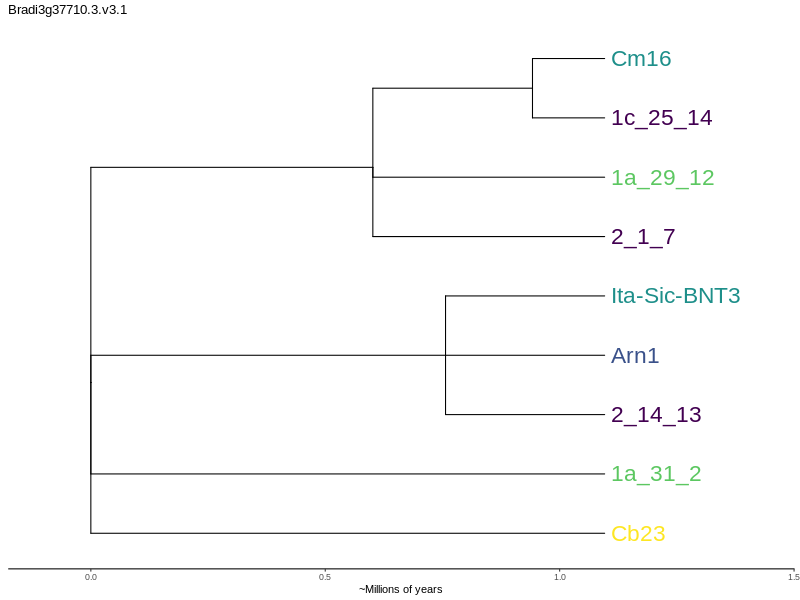 Bradi3g37710.3.v3.1
Cm16
1c_25_14
1a_29_12
2_1_7
Ita-Sic-BNT3
Arn1
2_14_13
1a_31_2
Cb23
0.0 0.5 1.0 1.5
~Millions of years